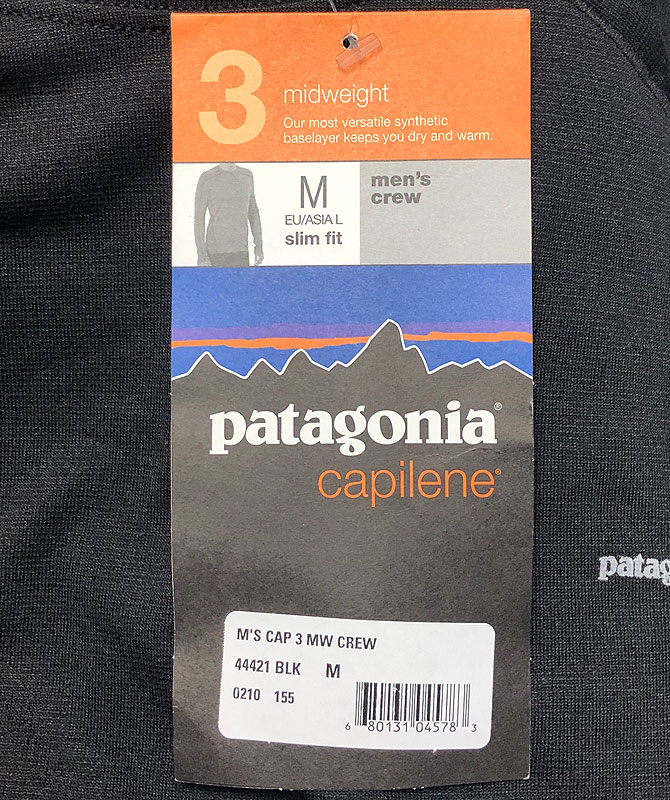 3
midweight
Our most versatile synthetic
baselayer keeps you dry and warm.
M
EU/ASIA L
slim fit
men's
crew
patagonia®
capilene®
patag
M'S CAP 3 MW CREW
44421 BLK M
0210 155
6 80131 04578 3